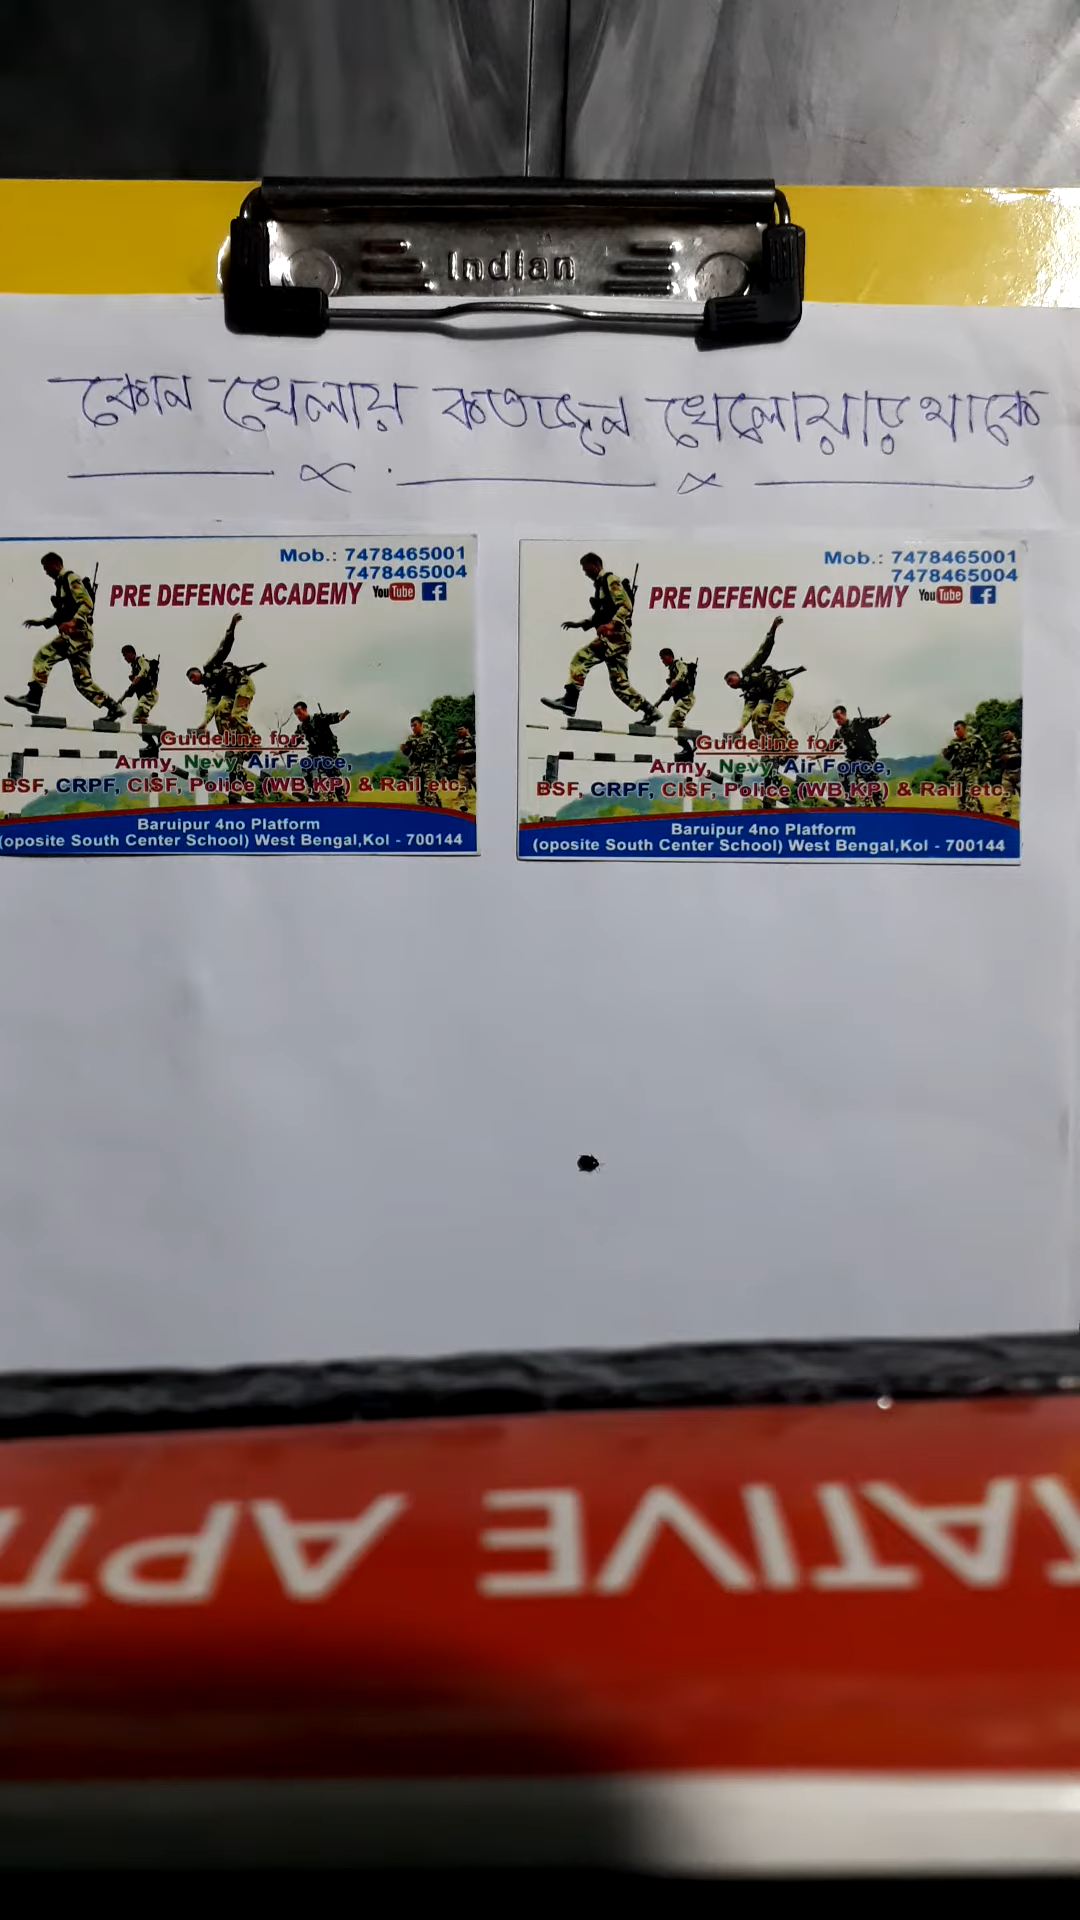 Indian
কোন খেলায় কতজন খেলোয়াড় থাকে
Mob.: 7478465001
7478465004
PRE DEFENCE ACADEMY YouTube f
Guideline for:
Army, Nevy, Air Force,
BSF, CRPF, CISF, Police (WB,KP) & Rail etc.
Baruipur 4no Platform
(oposite South Center School) West Bengal,Kol - 700144
Mob.: 7478465001
7478465004
PRE DEFENCE ACADEMY YouTube f
Guideline for:
Army, Nevy, Air Force,
BSF, CRPF, CISF, Police (WB,KP) & Rail etc.
Baruipur 4no Platform
(oposite South Center School) West Bengal,Kol - 700144